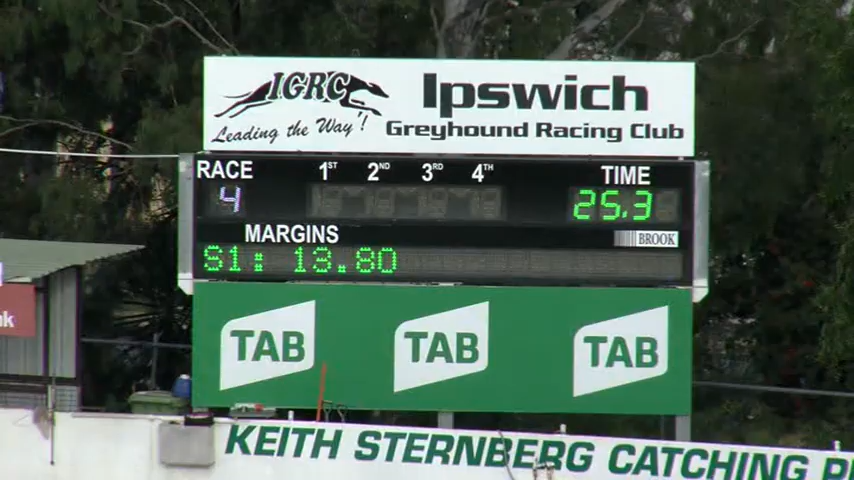 IGRC
Leading the Way'!
Ipswich
Greyhound Racing Club
RACE 1ST 2ND 3RD 4TH TIME
4 25.3
MARGINS BROOK
S1: 13.80
TAB TAB TAB
KEITH STERNBERG CATCHING P